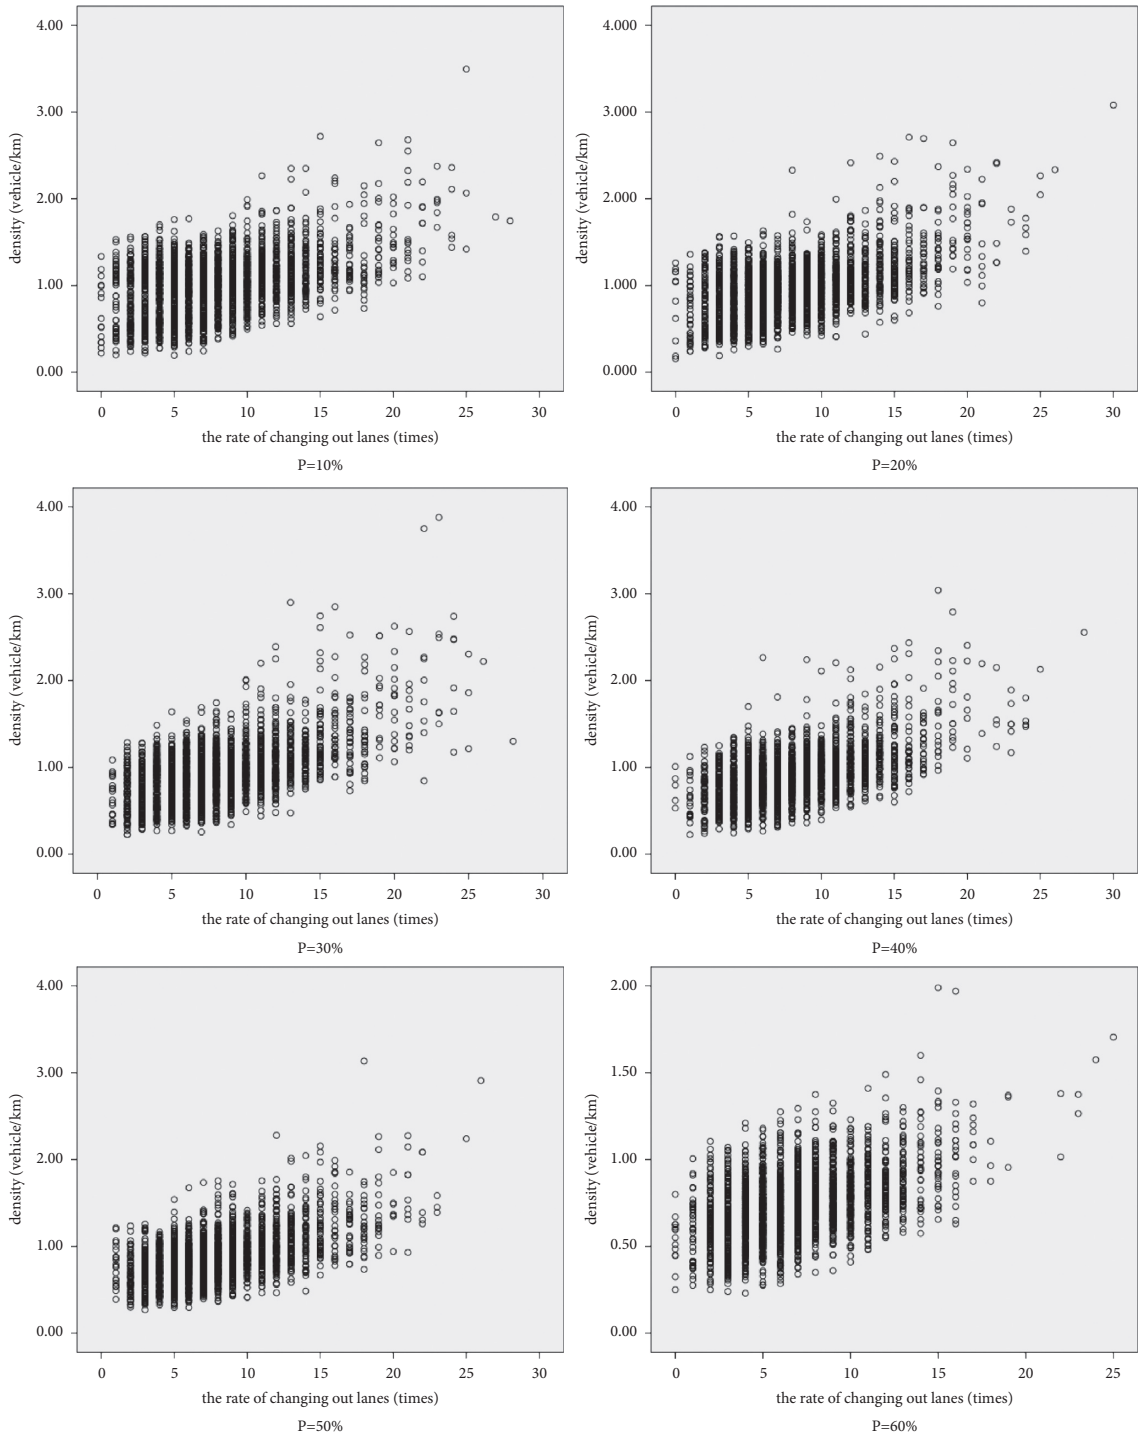 4.00
3.00
2.00
1.00
0.00
density (vehicle/km)
0 5 10 15 20 25 30
the rate of changing out lanes (times)
P=10%
4.000
3.000
2.000
1.000
0.000
density (vehicle/km)
0 5 10 15 20 25 30
the rate of changing out lanes (times)
P=20%
4.00
3.00
2.00
1.00
0.00
density (vehicle/km)
0 5 10 15 20 25 30
the rate of changing out lanes (times)
P=30%
4.00
3.00
2.00
1.00
0.00
density (vehicle/km)
0 5 10 15 20 25 30
the rate of changing out lanes (times)
P=40%
4.00
3.00
2.00
1.00
0.00
density (vehicle/km)
0 5 10 15 20 25 30
the rate of changing out lanes (times)
P=50%
2.00
1.50
1.00
0.50
0.00
density (vehicle/km)
0 5 10 15 20 25
the rate of changing out lanes (times)
P=60%